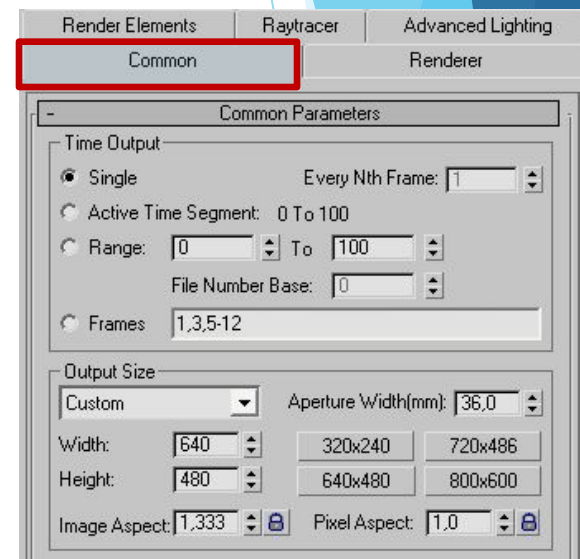 Render Elements Raytracer Advanced Lighting
Common Renderer
- Common Parameters
Time Output
Single Every Nth Frame: 1
Active Time Segment: 0 To 100
Range: 0 To 100
File Number Base: 0
Frames 1,3,5-12
Output Size
Custom Aperture Width(mm): 36,0
Width: 640 320x240 720x486
Height: 480 640x480 800x600
Image Aspect: 1,333 Pixel Aspect: 1,0